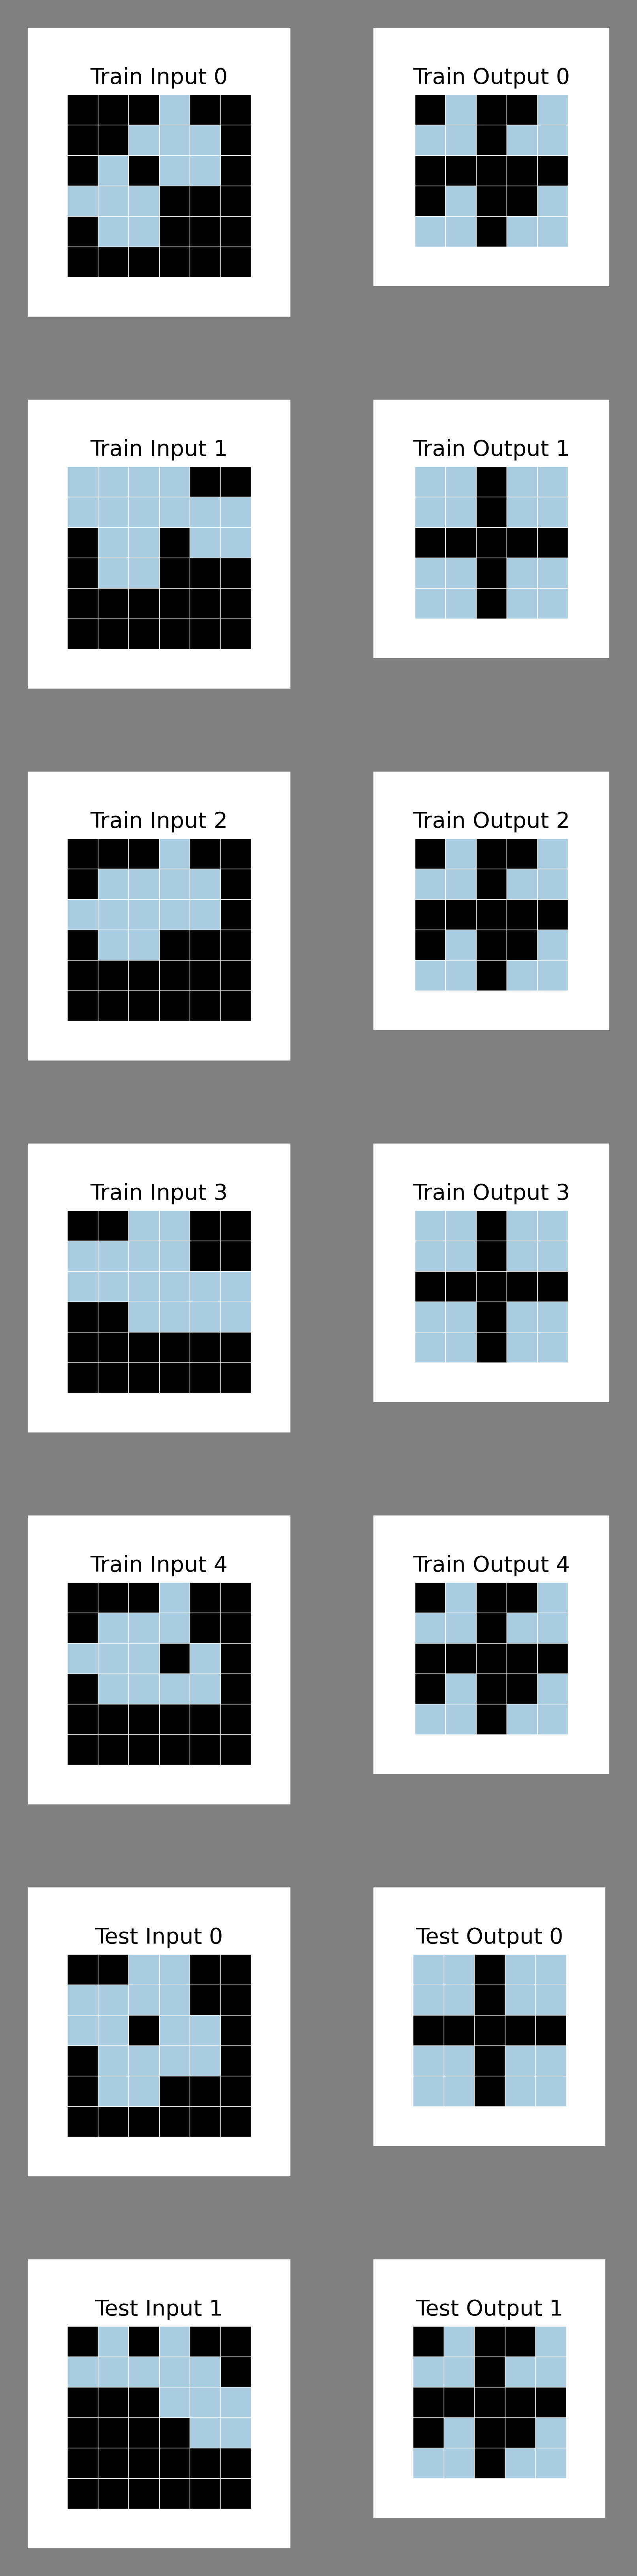 Train Input 0
Train Output 0
Train Input 1
Train Output 1
Train Input 2
Train Output 2
Train Input 3
Train Output 3
Train Input 4
Train Output 4
Test Input 0
Test Output 0
Test Input 1
Test Output 1